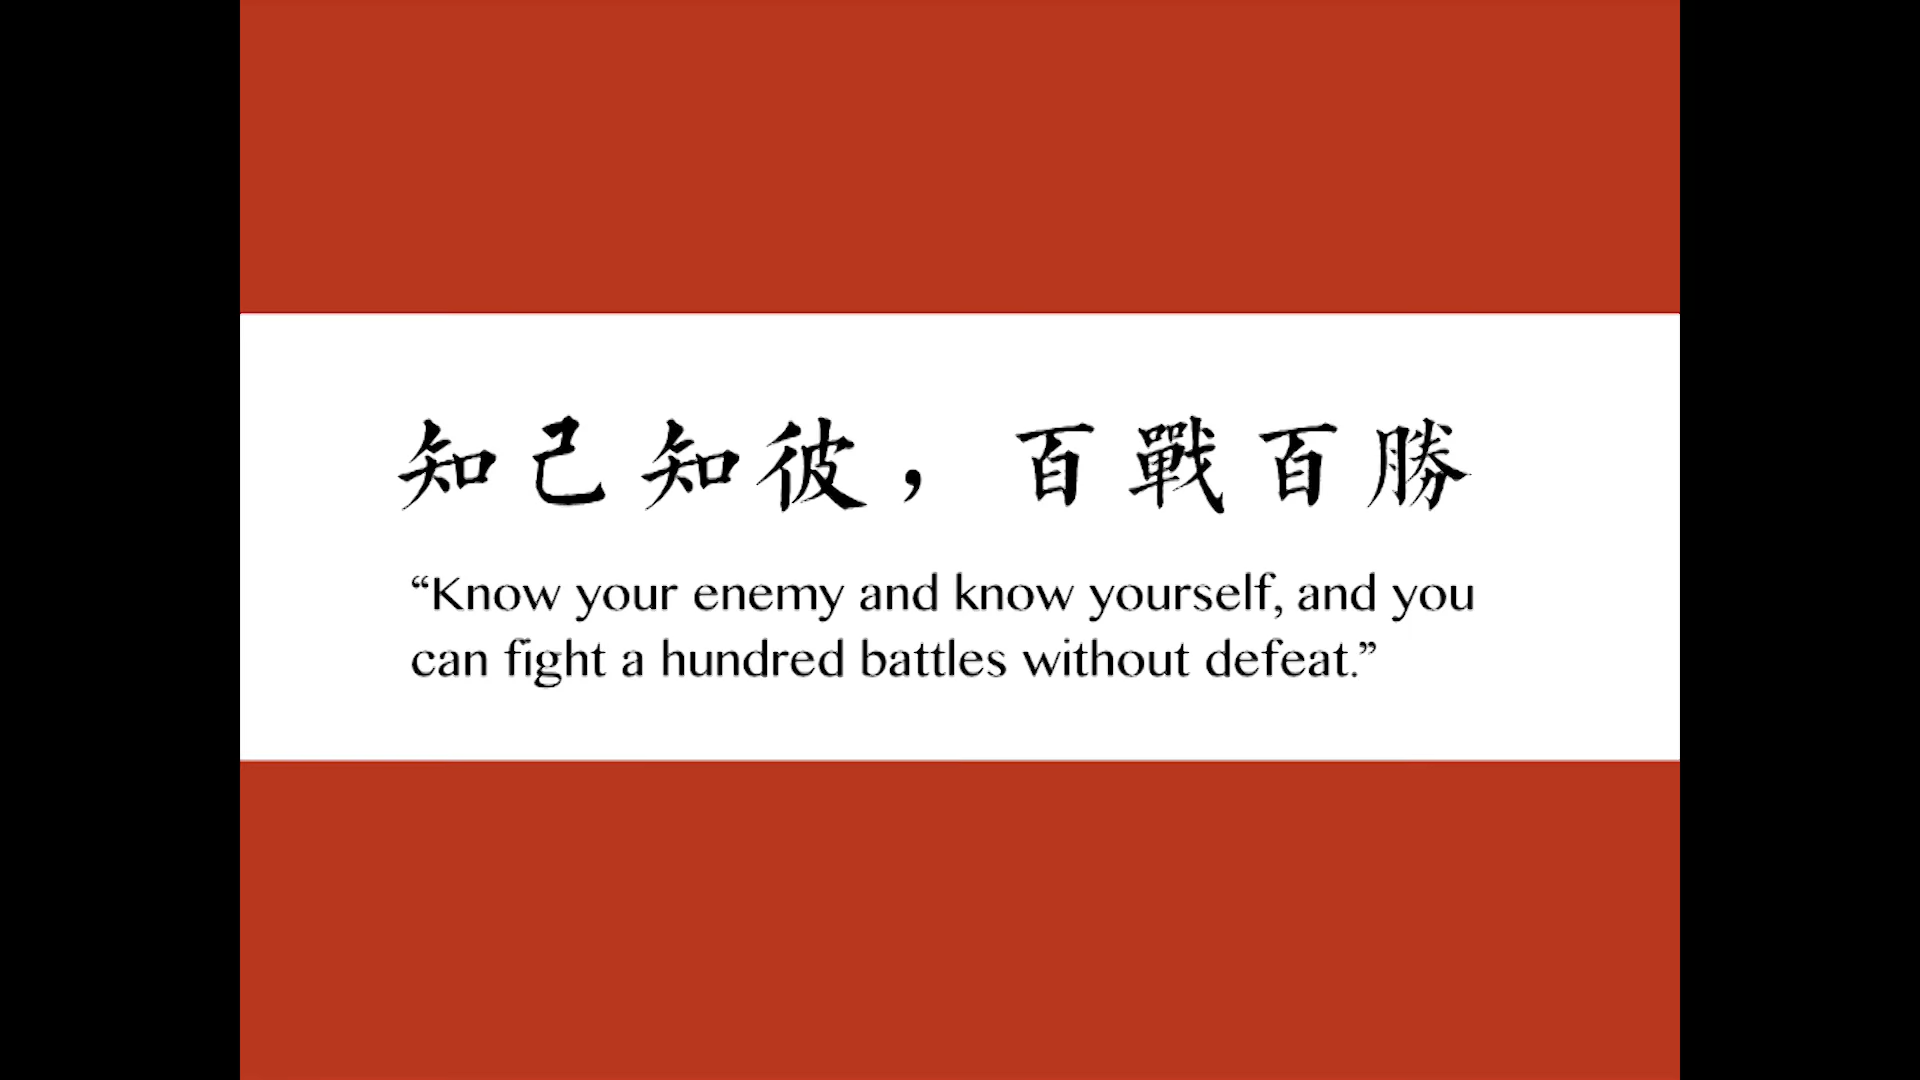 知己知彼，百戰百勝
“Know your enemy and know yourself, and you
can fight a hundred battles without defeat.”